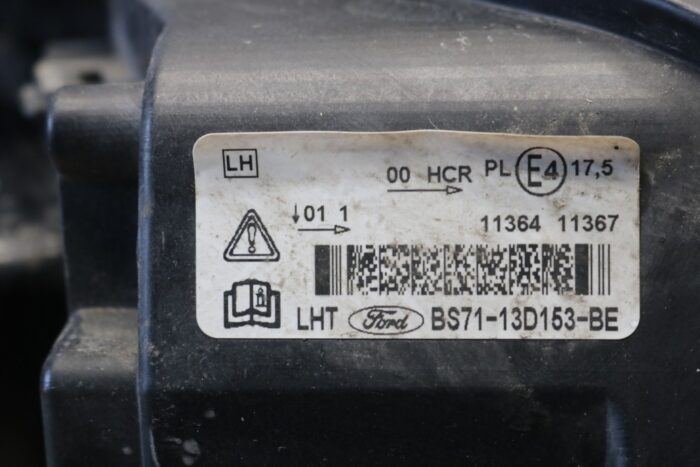 LH
00 HCR PL E4 17,5
↓01 1
11364 11367
LHT Ford BS71-13D153-BE